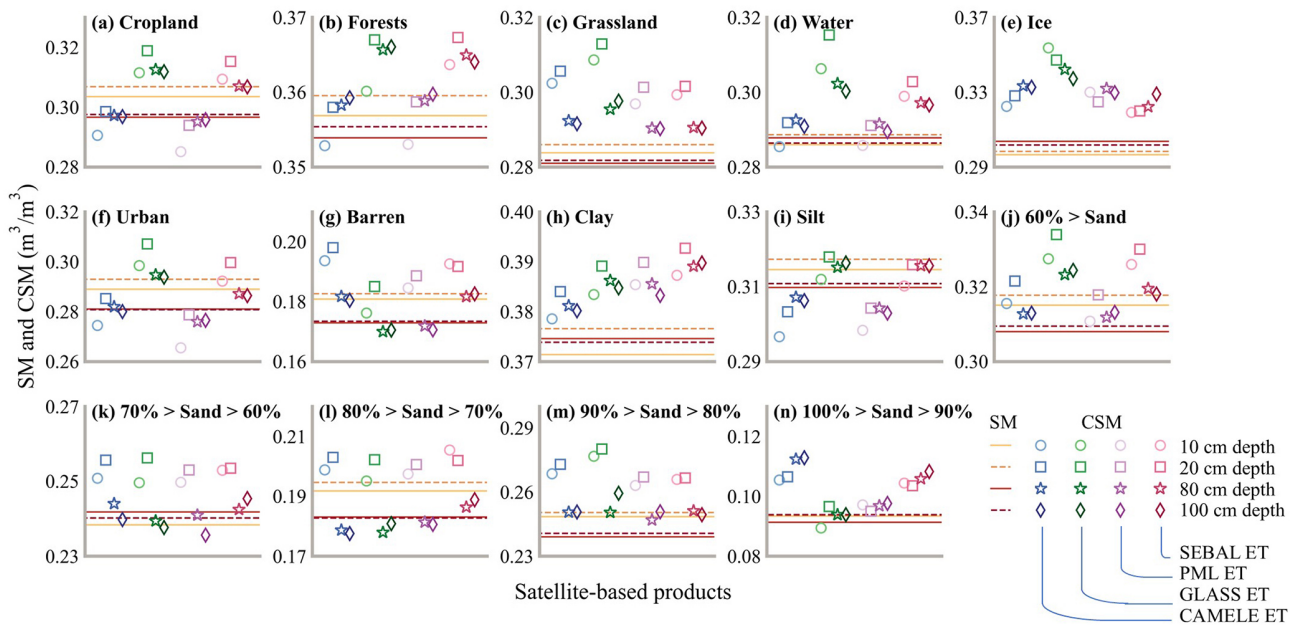 SM and CSM (m³/m³)
(a) Cropland
0.32
0.30
0.28
(b) Forests
0.37
0.36
0.35
(c) Grassland
0.32
0.30
0.28
(d) Water
0.32
0.30
0.28
(e) Ice
0.37
0.33
0.29
(f) Urban
0.32
0.30
0.28
0.26
(g) Barren
0.20
0.18
0.16
(h) Clay
0.40
0.39
0.38
0.37
(i) Silt
0.33
0.31
0.29
(j) 60% > Sand
0.34
0.32
0.30
(k) 70% > Sand > 60%
0.27
0.25
0.23
(l) 80% > Sand > 70%
0.21
0.19
0.17
(m) 90% > Sand > 80%
0.29
0.26
0.23
(n) 100% > Sand > 90%
0.12
0.10
0.08
SM CSM
10 cm depth
20 cm depth
80 cm depth
100 cm depth
SEBAL ET
PML ET
GLASS ET
CAMELE ET
Satellite-based products